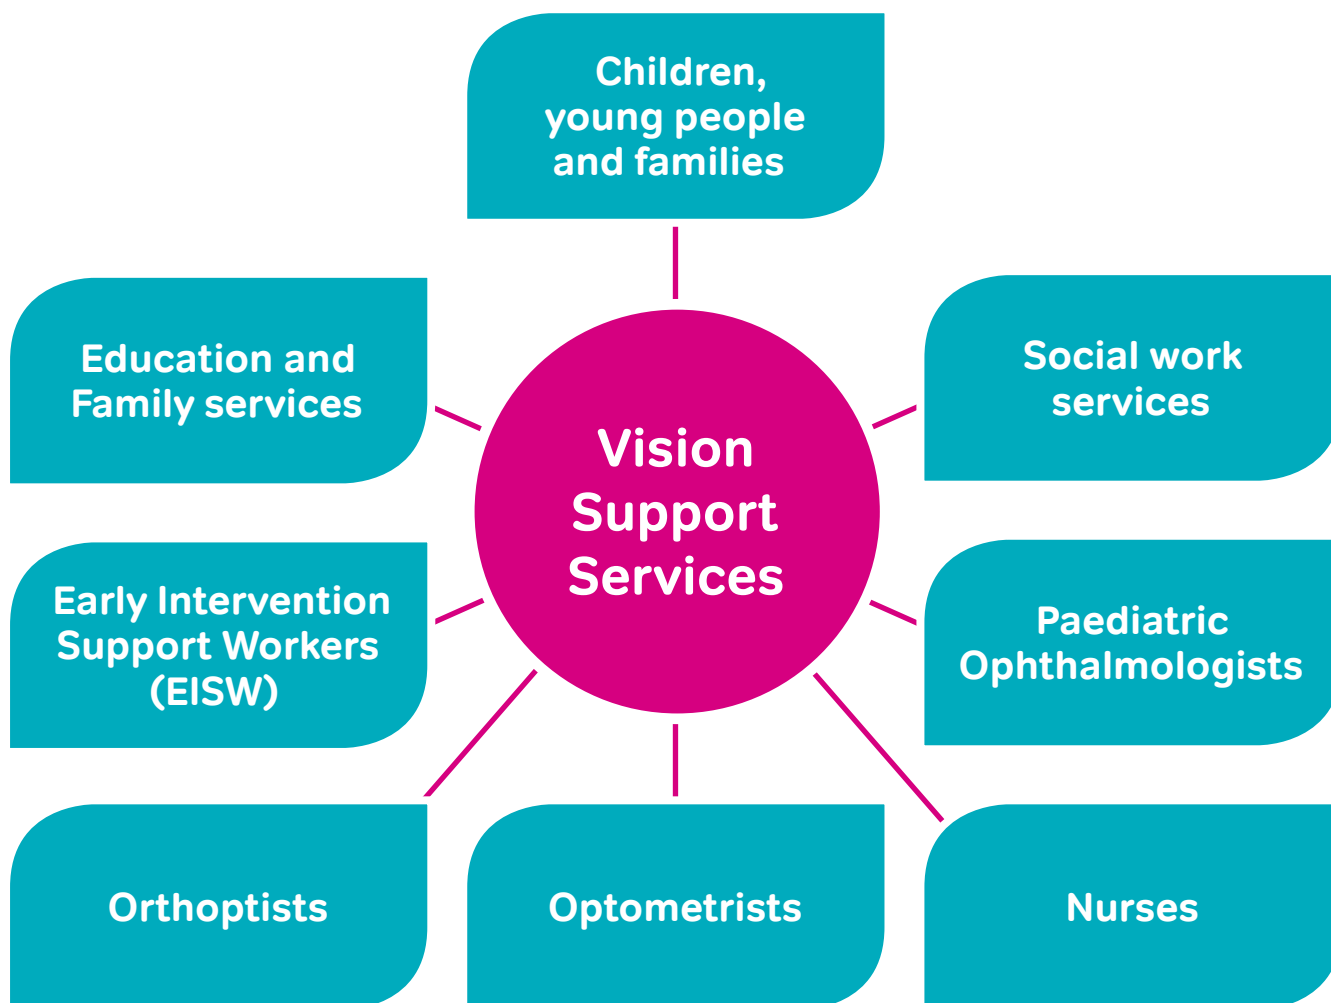 Children,
young people
and families
Education and
Family services
Social work
services
Vision
Support
Services
Early Intervention
Support Workers
(EISW)
Paediatric
Ophthalmologists
Orthoptists
Optometrists
Nurses